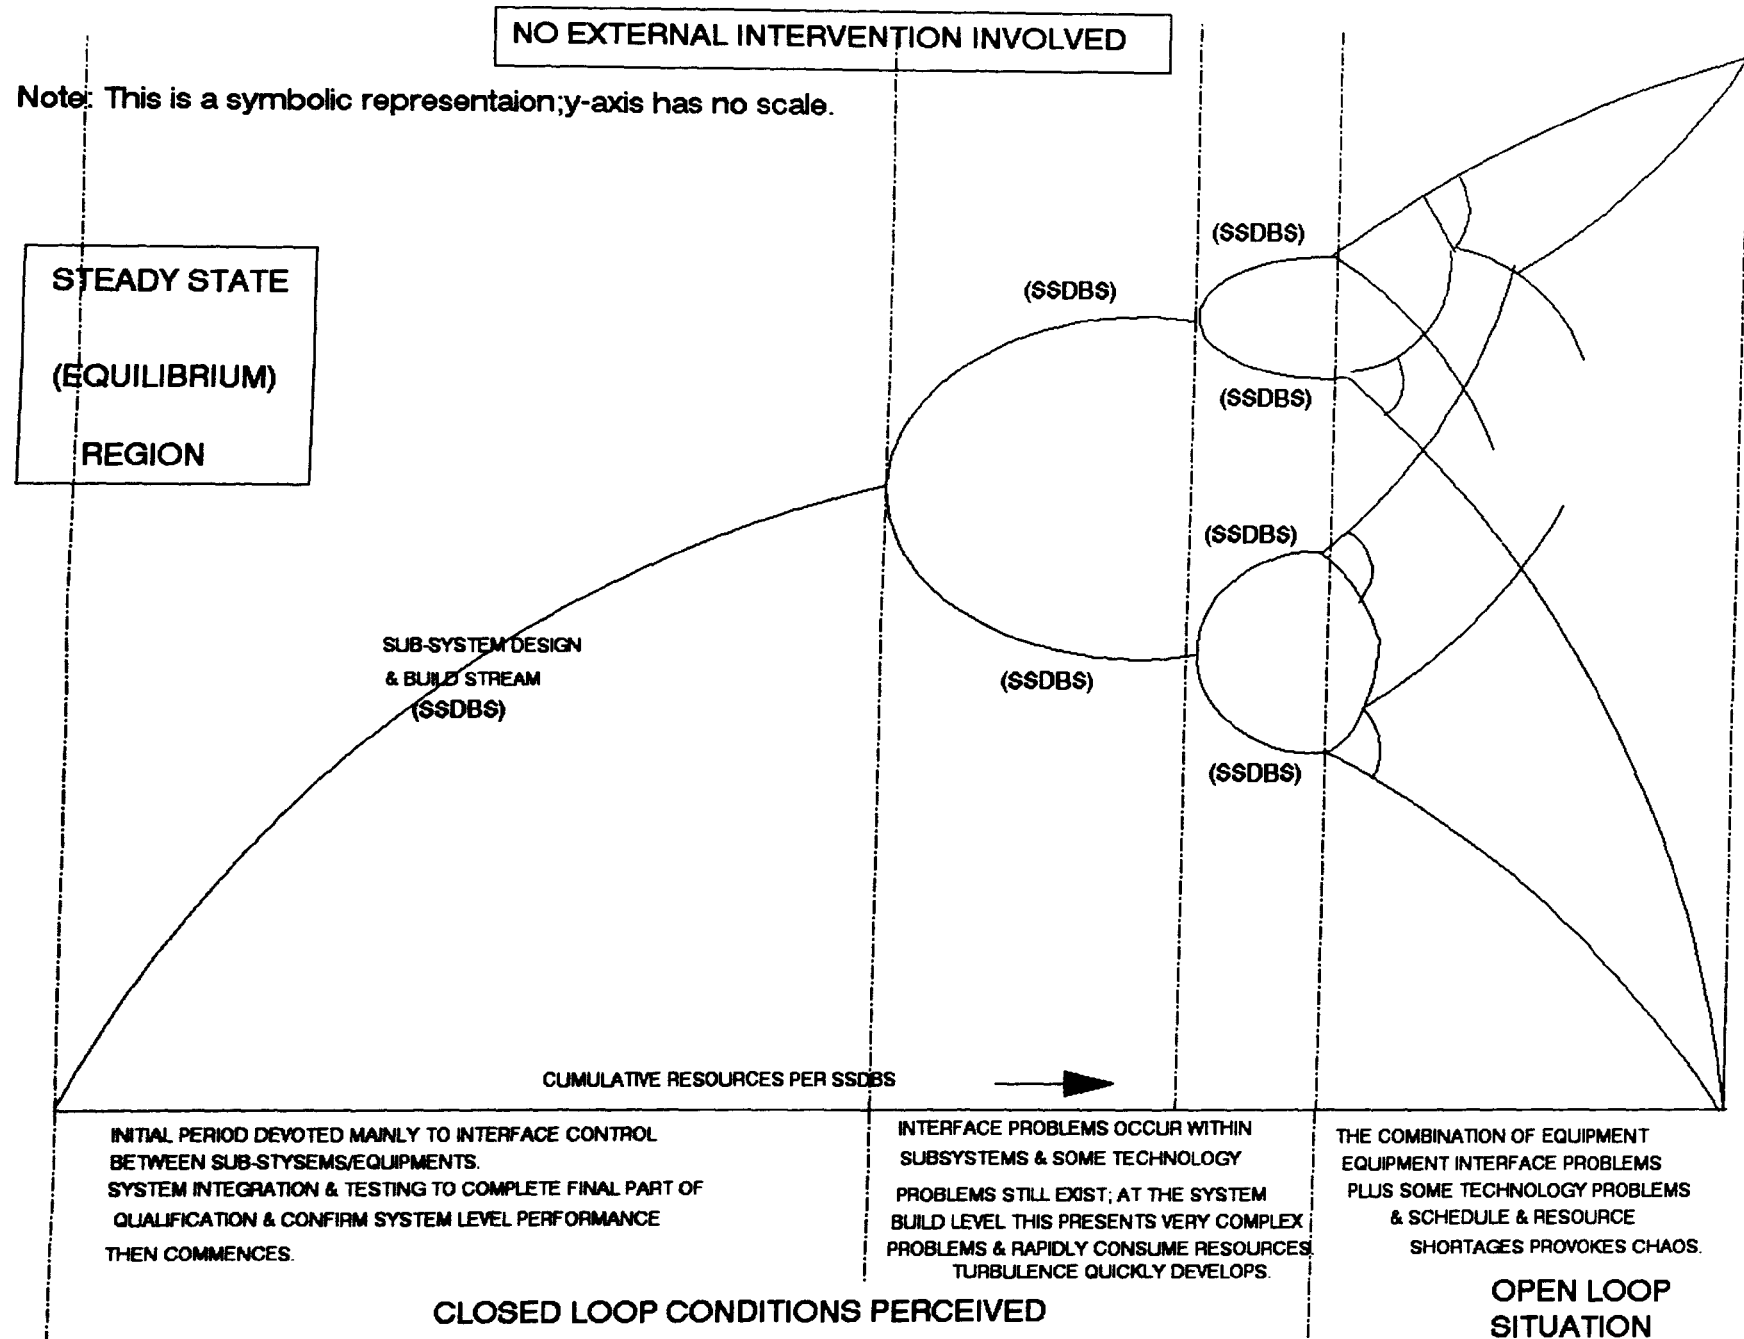 NO EXTERNAL INTERVENTION INVOLVED
Note: This is a symbolic representaion;y-axis has no scale.
STEADY STATE
(EQUILIBRIUM)
REGION
(SSDBS)
(SSDBS)
(SSDBS)
(SSDBS)
SUB-SYSTEM DESIGN
& BUILD STREAM
(SSDBS)
(SSDBS)
(SSDBS)
CUMULATIVE RESOURCES PER SSDBS
INITIAL PERIOD DEVOTED MAINLY TO INTERFACE CONTROL
BETWEEN SUB-STYSEMS/EQUIPMENTS.
SYSTEM INTEGRATION & TESTING TO COMPLETE FINAL PART OF
QUALIFICATION & CONFIRM SYSTEM LEVEL PERFORMANCE
THEN COMMENCES.
INTERFACE PROBLEMS OCCUR WITHIN
SUBSYSTEMS & SOME TECHNOLOGY
PROBLEMS STILL EXIST; AT THE SYSTEM
BUILD LEVEL THIS PRESENTS VERY COMPLEX
PROBLEMS & RAPIDLY CONSUME RESOURCES
TURBULENCE QUICKLY DEVELOPS.
THE COMBINATION OF EQUIPMENT
EQUIPMENT INTERFACE PROBLEMS
PLUS SOME TECHNOLOGY PROBLEMS
& SCHEDULE & RESOURCE
SHORTAGES PROVOKES CHAOS.
CLOSED LOOP CONDITIONS PERCEIVED
OPEN LOOP
SITUATION